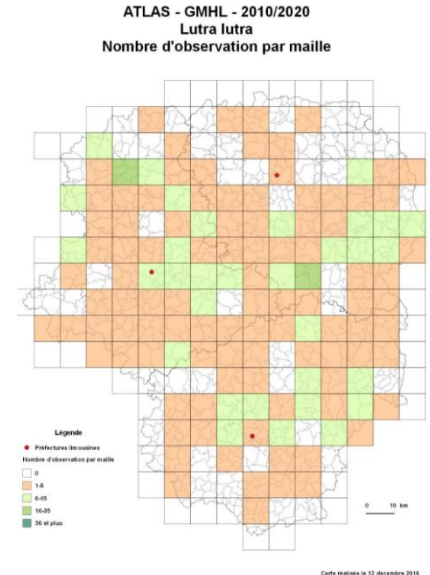 ATLAS - GMHL - 2010/2020
Lutra lutra
Nombre d'observation par maille
Légende
Préfectures limousines
Nombre d'observation par maille
0
1-5
6-15
16-35
36 et plus
0 10 km
Carte réalisée le 12 décembre 2016.